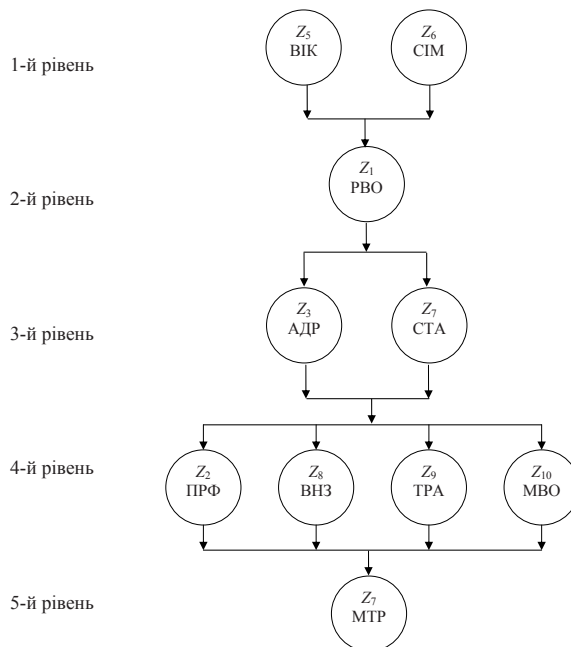 Z5 Z6
1-й рівень ВІК СІМ
Z1
2-й рівень РВО
Z3 Z7
3-й рівень АДР СТА
Z2 Z8 Z9 Z10
4-й рівень ПРФ ВНЗ ТРА МВО
Z7
5-й рівень МТР